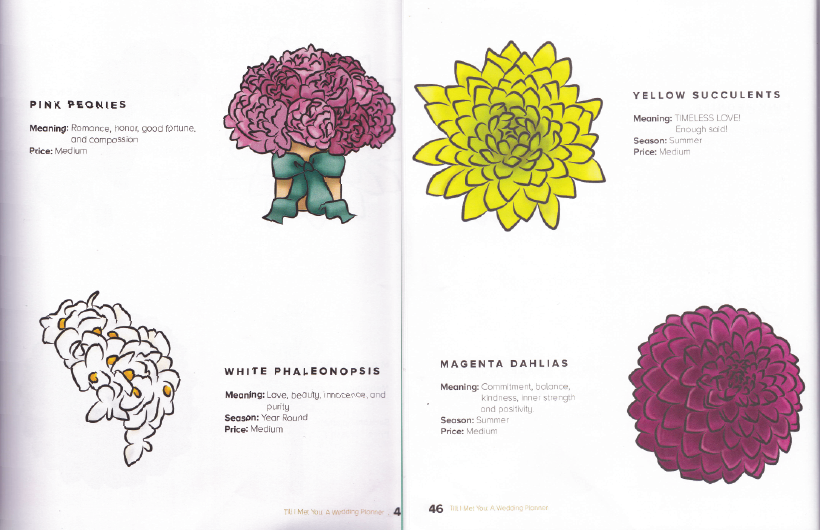 PINK PEONIES
Meaning: Romance, honor, good fortune,
and compassion
Price: Medium
WHITE PHALEONOPSIS
Meaning: Love, beauty, innocence, and
purity
Season: Year Round
Price: Medium
Till I Met You: A Wedding Planner 4
YELLOW SUCCULENTS
Meaning: TIMELESS LOVE!
Enough said!
Season: Summer
Price: Medium
MAGENTA DAHLIAS
Meaning: Commitment, balance,
kindness, inner strength
and positivity.
Season: Summer
Price: Medium
46 Till I Met You: A Wedding Planner